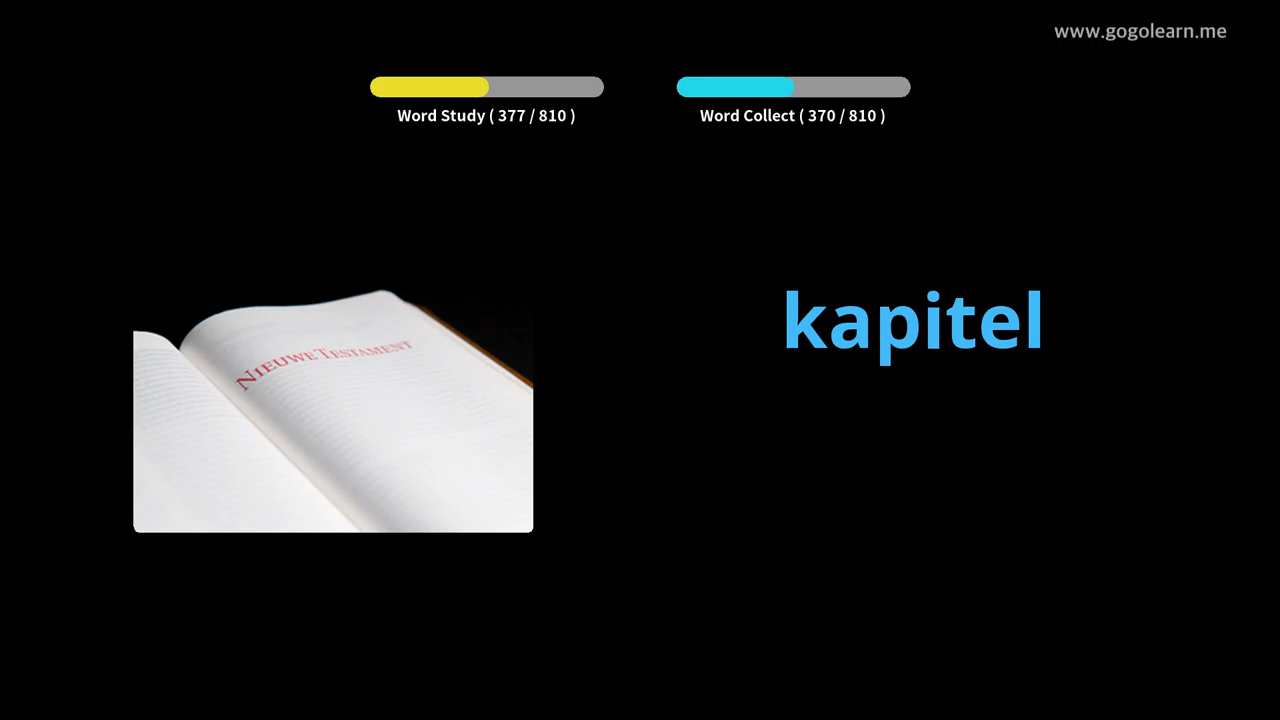 www.gogolearn.me
Word Study ( 377 / 810 )
Word Collect ( 370 / 810 )
NIEUWE TESTAMENT
kapitel